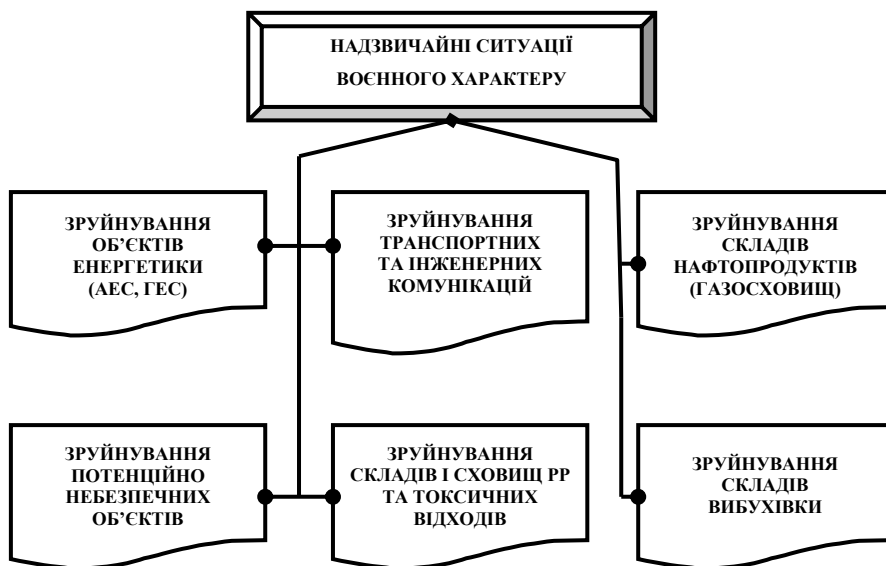 НАДЗВИЧАЙНІ СИТУАЦІЇ
ВОЄННОГО ХАРАКТЕРУ
ЗРУЙНУВАННЯ
ОБ’ЄКТІВ
ЕНЕРГЕТИКИ
(АЕС, ГЕС)
ЗРУЙНУВАННЯ
ТРАНСПОРТНИХ
ТА ІНЖЕНЕРНИХ
КОМУНІКАЦІЙ
ЗРУЙНУВАННЯ
СКЛАДІВ
НАФТОПРОДУКТІВ
(ГАЗОСХОВИЩ)
ЗРУЙНУВАННЯ
ПОТЕНЦІЙНО
НЕБЕЗПЕЧНИХ
ОБ’ЄКТІВ
ЗРУЙНУВАННЯ
СКЛАДІВ І СХОВИЩ РР
ТА ТОКСИЧНИХ
ВІДХОДІВ
ЗРУЙНУВАННЯ
СКЛАДІВ
ВИБУХІВКИ